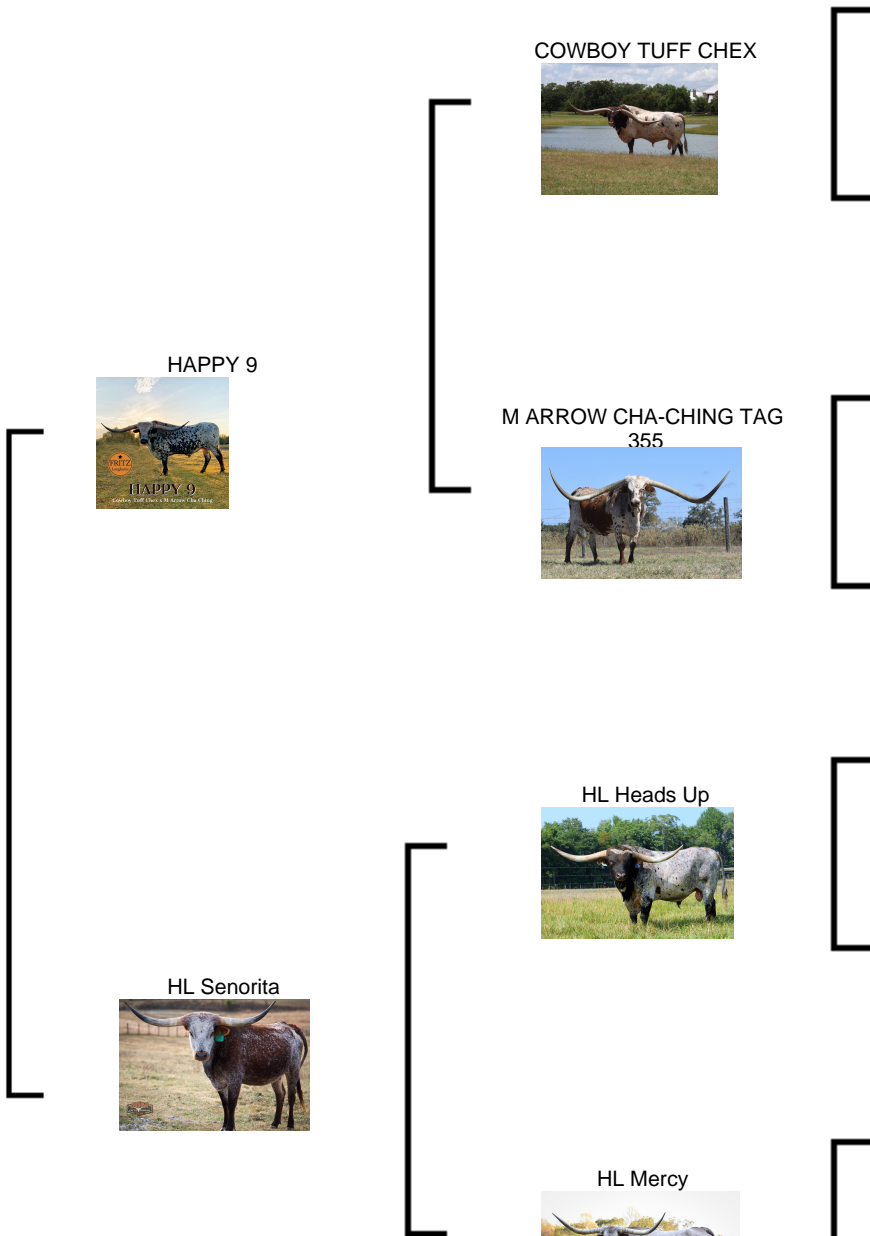 COWBOY TUFF CHEX
HAPPY 9
FRITZ
HAPPY 9
Cowboy Tuff Chex x M Arrow Cha Ching
M ARROW CHA-CHING TAG
355
HL Heads Up
HL Senorita
HL Mercy